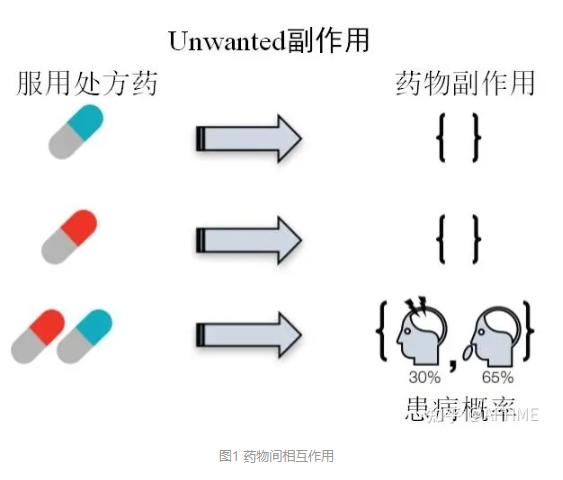 Unwanted副作用
服用处方药
药物副作用
{ }
{ }
{ , }
30%
65%
患病概率
知乎 @AITIME
图1 药物间相互作用